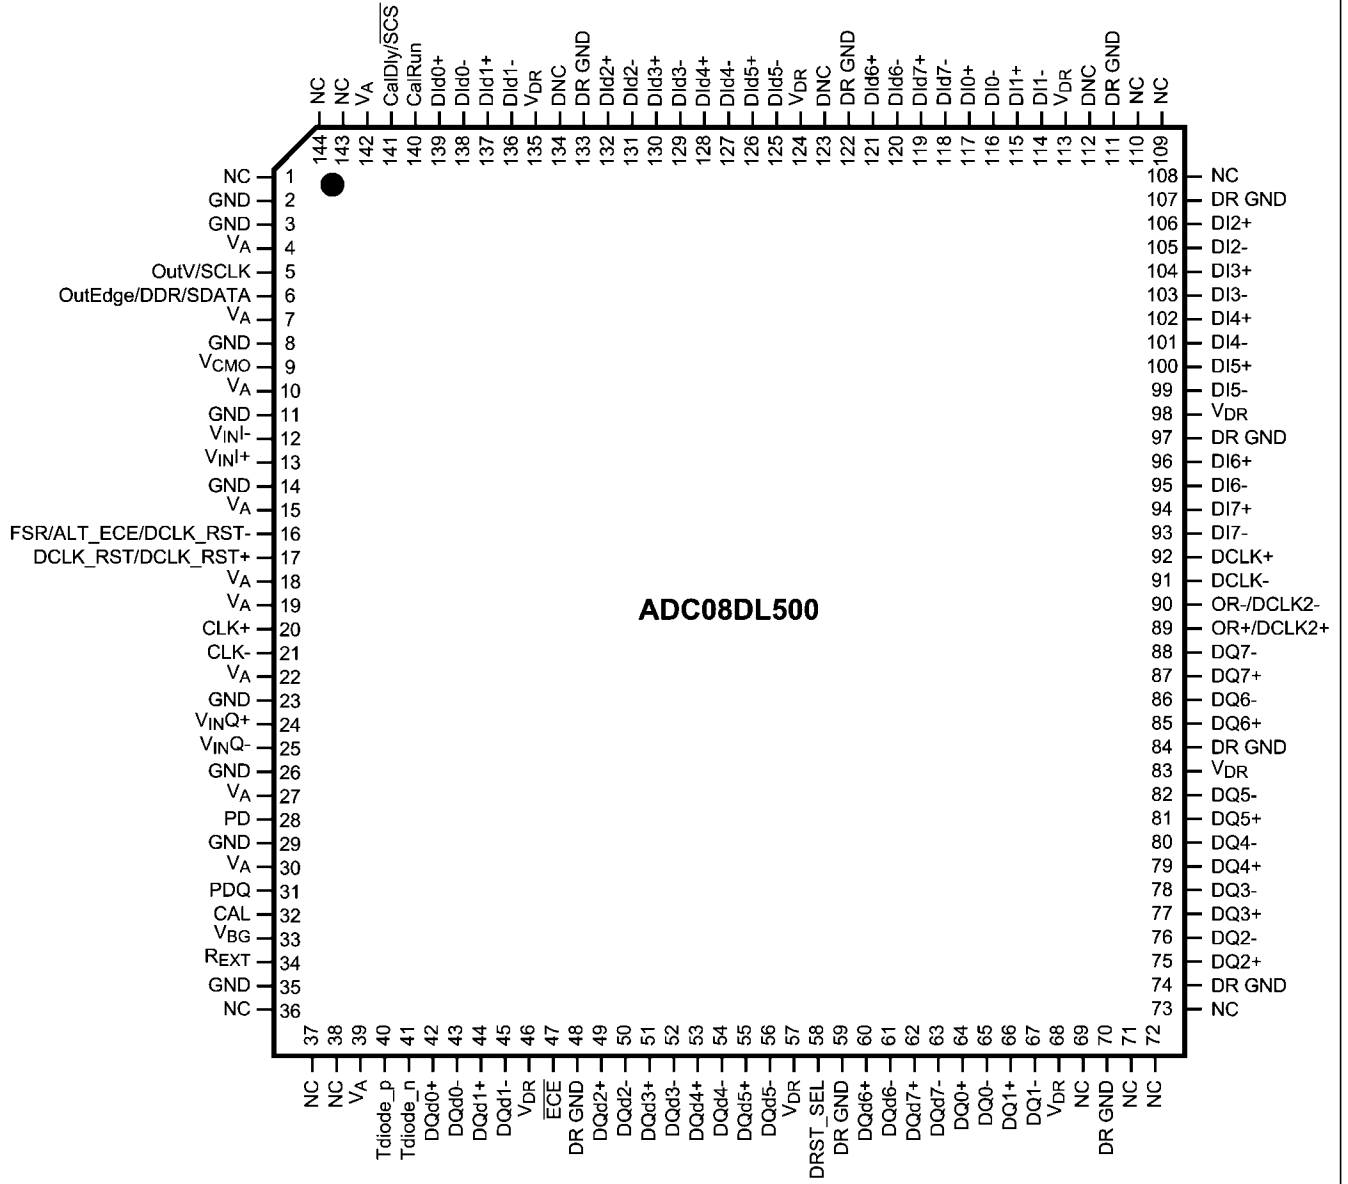 NC
NC
VA
CalDly/SCS
CalRun
DId0+
DId0-
DId1+
DId1-
VDR
DNC
DR GND
DId2+
DId2-
DId3+
DId3-
DId4+
DId4-
DId5+
DId5-
VDR
DNC
DR GND
DId6+
DId6-
DId7+
DId7-
DI0+
DI0-
DI1+
DI1-
VDR
DNC
DR GND
NC
NC
144
143
142
141
140
139
138
137
136
135
134
133
132
131
130
129
128
127
126
125
124
123
122
121
120
119
118
117
116
115
114
113
112
111
110
109
NC 1
GND 2
GND 3
VA 4
OutV/SCLK 5
OutEdge/DDR/SDATA 6
VA 7
GND 8
VCMO 9
VA 10
GND 11
VINI- 12
VINI+ 13
GND 14
VA 15
FSR/ALT_ECE/DCLK_RST- 16
DCLK_RST/DCLK_RST+ 17
VA 18
VA 19
CLK+ 20
CLK- 21
VA 22
GND 23
VINQ+ 24
VINQ- 25
GND 26
VA 27
PD 28
GND 29
VA 30
PDQ 31
CAL 32
VBG 33
REXT 34
GND 35
NC 36
ADC08DL500
108 NC
107 DR GND
106 DI2+
105 DI2-
104 DI3+
103 DI3-
102 DI4+
101 DI4-
100 DI5+
99 DI5-
98 VDR
97 DR GND
96 DI6+
95 DI6-
94 DI7+
93 DI7-
92 DCLK+
91 DCLK-
90 OR-/DCLK2-
89 OR+/DCLK2+
88 DQ7-
87 DQ7+
86 DQ6-
85 DQ6+
84 DR GND
83 VDR
82 DQ5-
81 DQ5+
80 DQ4-
79 DQ4+
78 DQ3-
77 DQ3+
76 DQ2-
75 DQ2+
74 DR GND
73 NC
37
38
39
40
41
42
43
44
45
46
47
48
49
50
51
52
53
54
55
56
57
58
59
60
61
62
63
64
65
66
67
68
69
70
71
72
NC
NC
VA
Tdiode_p
Tdiode_n
DQd0+
DQd0-
DQd1+
DQd1-
VDR
ECE
DR GND
DQd2+
DQd2-
DQd3+
DQd3-
DQd4+
DQd4-
DQd5+
DQd5-
VDR
DRST_SEL
DR GND
DQd6+
DQd6-
DQd7+
DQd7-
DQ0+
DQ0-
DQ1+
DQ1-
VDR
NC
DR GND
NC
NC